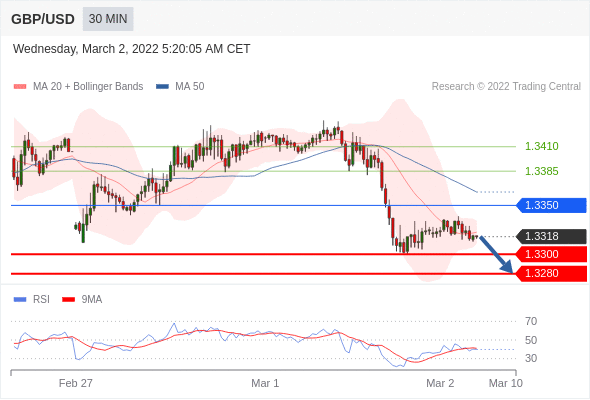 GBP/USD 30 MIN
Wednesday, March 2, 2022 5:20:05 AM CET
MA 20 + Bollinger Bands MA 50 Research © 2022 Trading Central
1.3410
1.3385
1.3350
1.3318
1.3300
1.3280
RSI 9MA
70
50
30
Feb 27 Mar 1 Mar 2 Mar 10